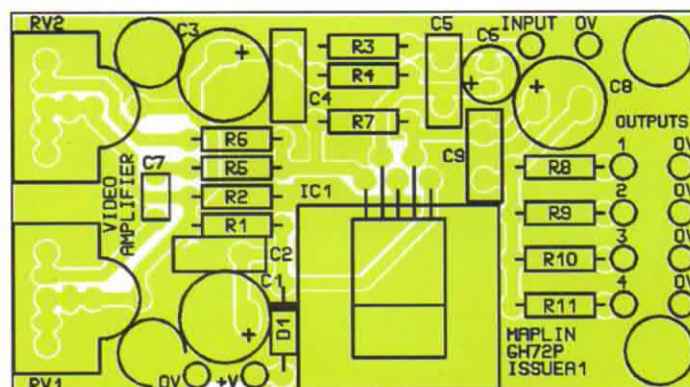 RV2
C3
C4
R3
R4
R7
C5
C6
INPUT
0V
C8
OUTPUTS
C9
R6
R5
R2
R1
C7
VIDEO
AMPLIFIER
IC1
C2
C1
D1
R8
1
0V
R9
2
0V
R10
3
0V
R11
4
0V
MAPLIN
GH72P
ISSUE1
RV1
0V
+V